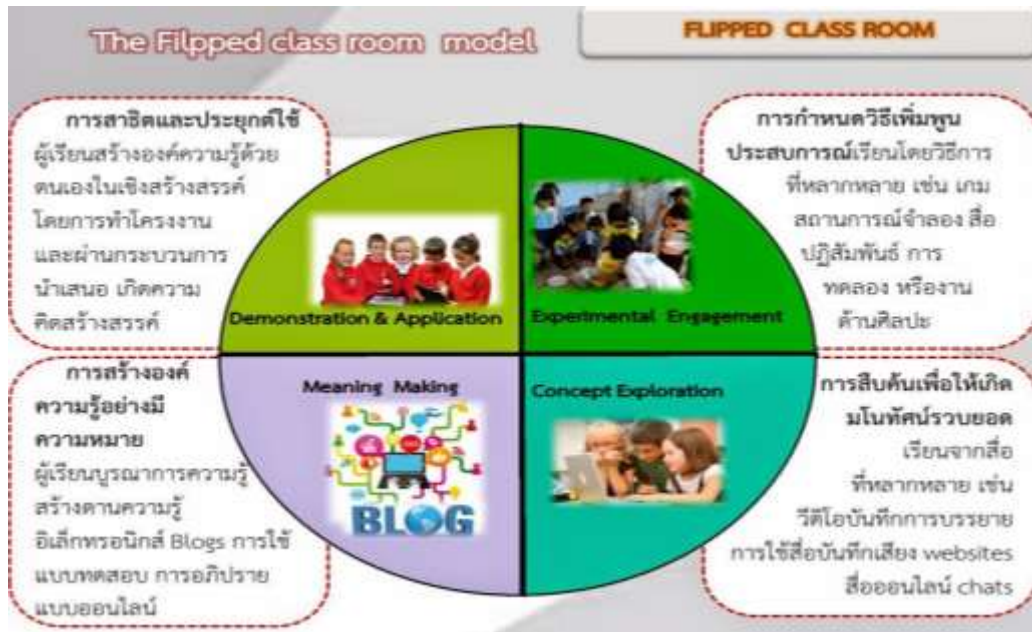 The Filpped class room model
FLIPPED CLASS ROOM
การสาธิตและประยุกต์ใช้
ผู้เรียนสร้างองค์ความรู้ด้วย
ตนเองในเชิงสร้างสรรค์
โดยการทำโครงงาน
และผ่านกระบวนการ
นำเสนอ เกิดความ
คิดสร้างสรรค์
Demonstration & Application
การกำหนดวิธีเพิ่มพูน
ประสบการณ์เรียนโดยวิธีการ
ที่หลากหลาย เช่น เกม
สถานการณ์จำลอง สื่อ
ปฏิสัมพันธ์ การ
ทดลอง หรืองาน
ด้านศิลปะ
Experimental Engagement
การสร้างองค์
ความรู้อย่างมี
ความหมาย
ผู้เรียนบูรณาการความรู้
สร้างตานความรู้
อิเล็กทรอนิกส์ Blogs การใช้
แบบทดสอบ การอภิปราย
แบบออนไลน์
Meaning Making
BLOG
Concept Exploration
การสืบค้นเพื่อให้เกิด
มโนทัศน์รวบยอด
เรียนจากสื่อ
ที่หลากหลาย เช่น
วีดีโอบันทึกการบรรยาย
การใช้สื่อบันทึกเสียง websites
สื่อออนไลน์ chats